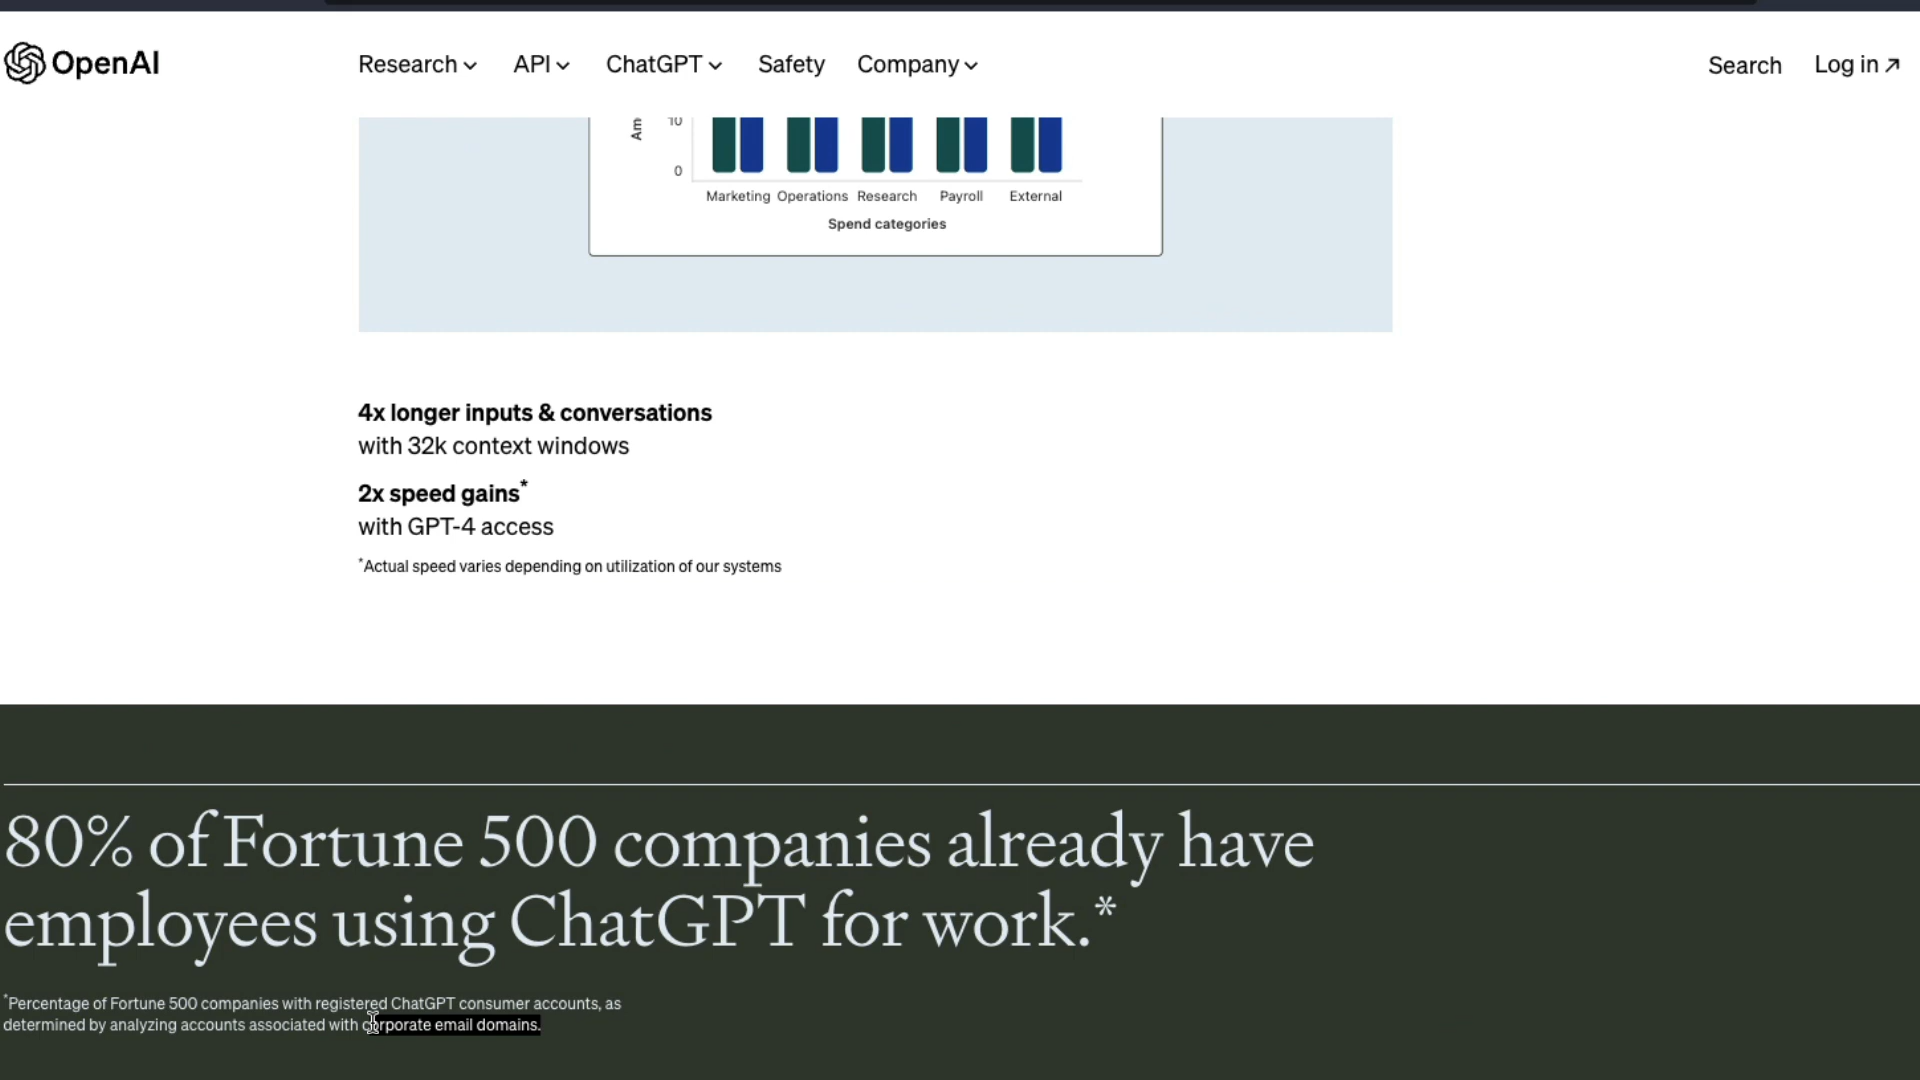 OpenAI
Research
API
ChatGPT
Safety
Company
Search
Log in ↗
Am
10
0
Marketing Operations Research Payroll External
Spend categories
4x longer inputs & conversations
with 32k context windows
2x speed gains*
with GPT-4 access
*Actual speed varies depending on utilization of our systems
80% of Fortune 500 companies already have
employees using ChatGPT for work.*
*Percentage of Fortune 500 companies with registered ChatGPT consumer accounts, as
determined by analyzing accounts associated with corporate email domains.